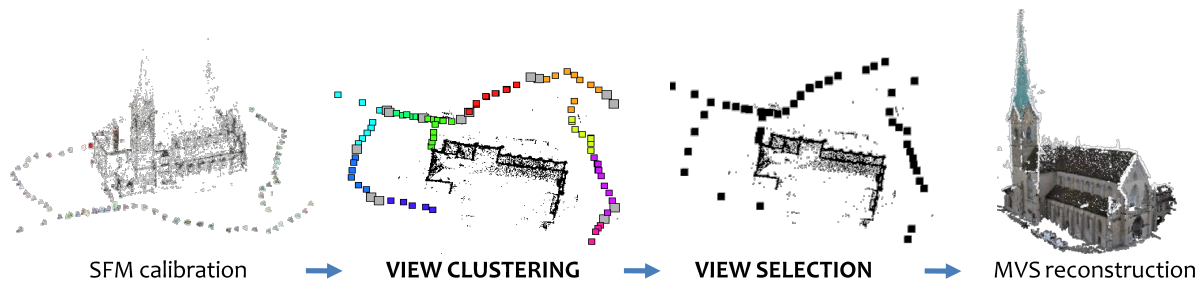 SFM calibration
VIEW CLUSTERING
VIEW SELECTION
MVS reconstruction